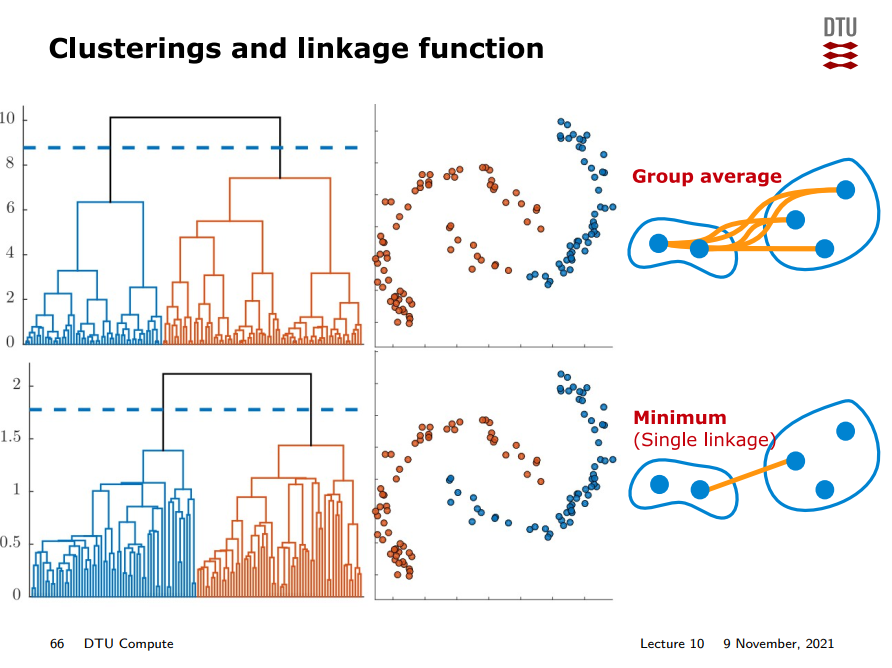 Clusterings and linkage function
DTU
10
8
6
4
2
0
Group average
2
1.5
1
0.5
0
Minimum
(Single linkage)
66 DTU Compute
Lecture 10 9 November, 2021